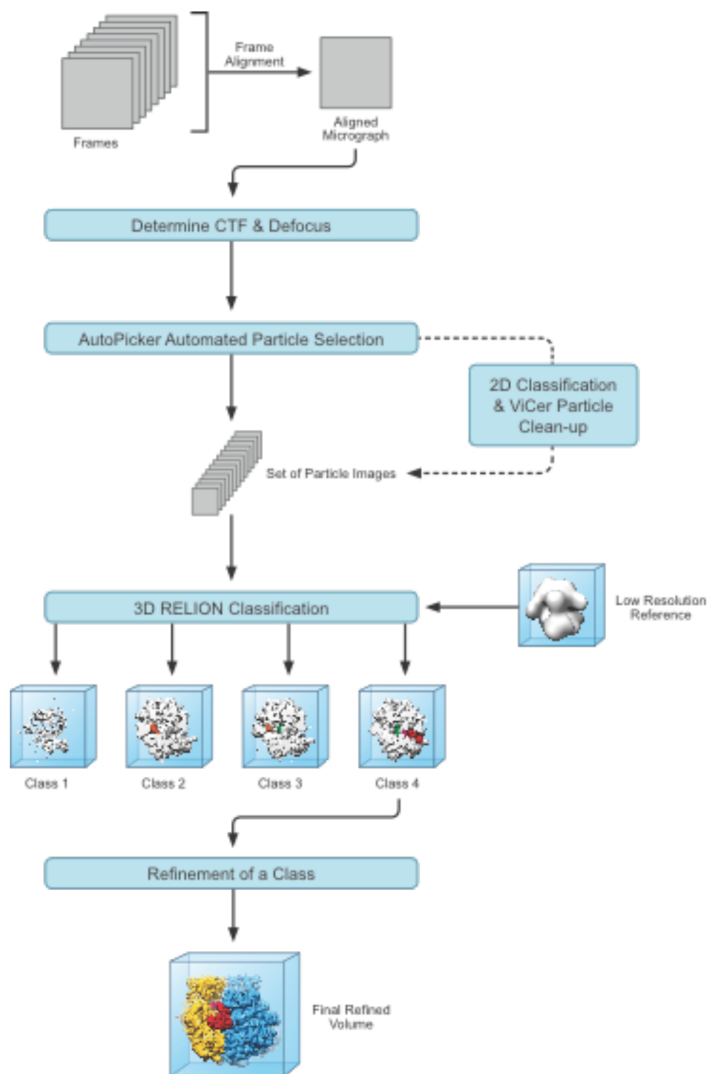 Frame
Alignment
Frames
Aligned
Micrograph
Determine CTF & Defocus
AutoPicker Automated Particle Selection
2D Classification
& ViCer Particle
Clean-up
Set of Particle Images
3D RELION Classification
Low Resolution
Reference
Class 1
Class 2
Class 3
Class 4
Refinement of a Class
Final Refined
Volume